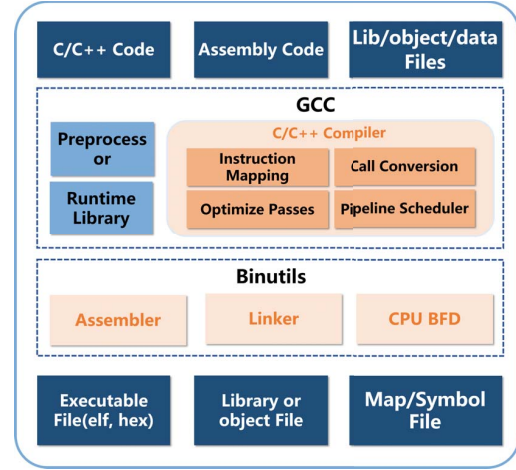 C/C++ Code
Assembly Code
Lib/object/data
Files
GCC
Preprocess
or
Runtime
Library
C/C++ Compiler
Instruction
Mapping
Call Conversion
Optimize Passes
Pipeline Scheduler
Binutils
Assembler
Linker
CPU BFD
Executable
File(elf, hex)
Library or
object File
Map/Symbol
File